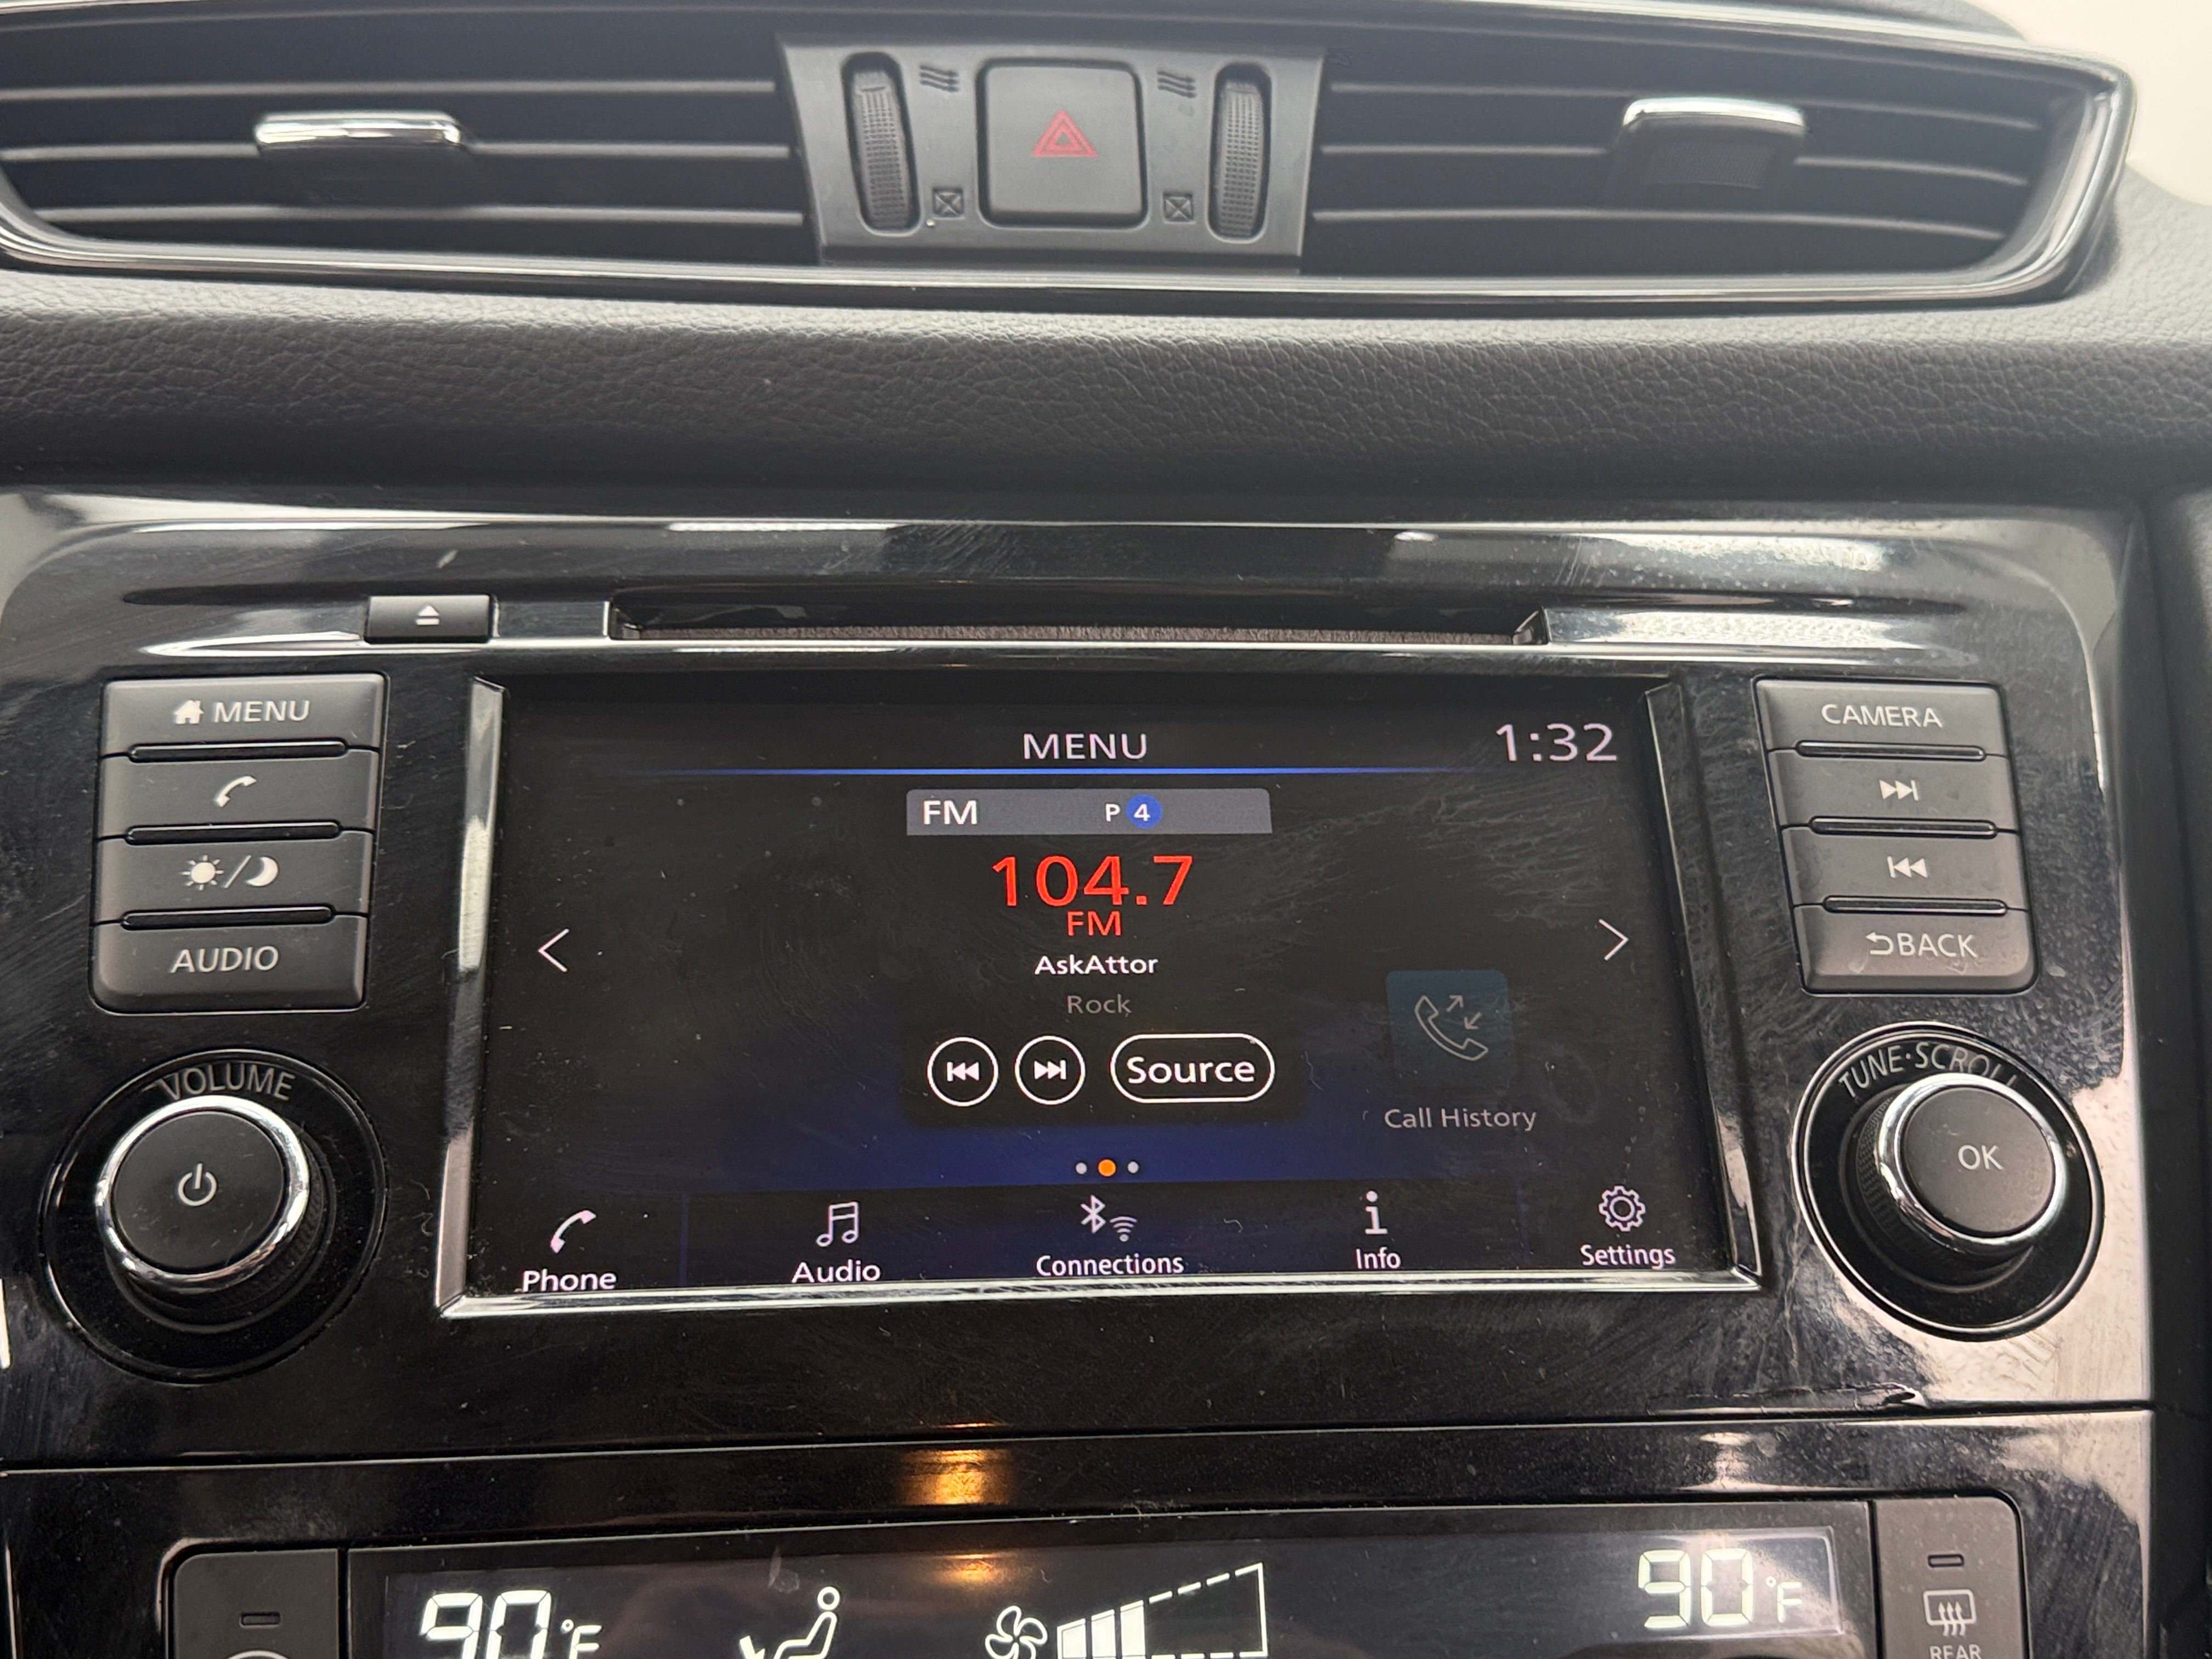 MENU
AUDIO
VOLUME
MENU 1:32
FM P 4
104.7
FM
AskAttor
Rock
Source
Call History
Phone Audio Connections Info Settings
CAMERA
BACK
TUNE·SCROLL
OK
90°F 90°F
REAR